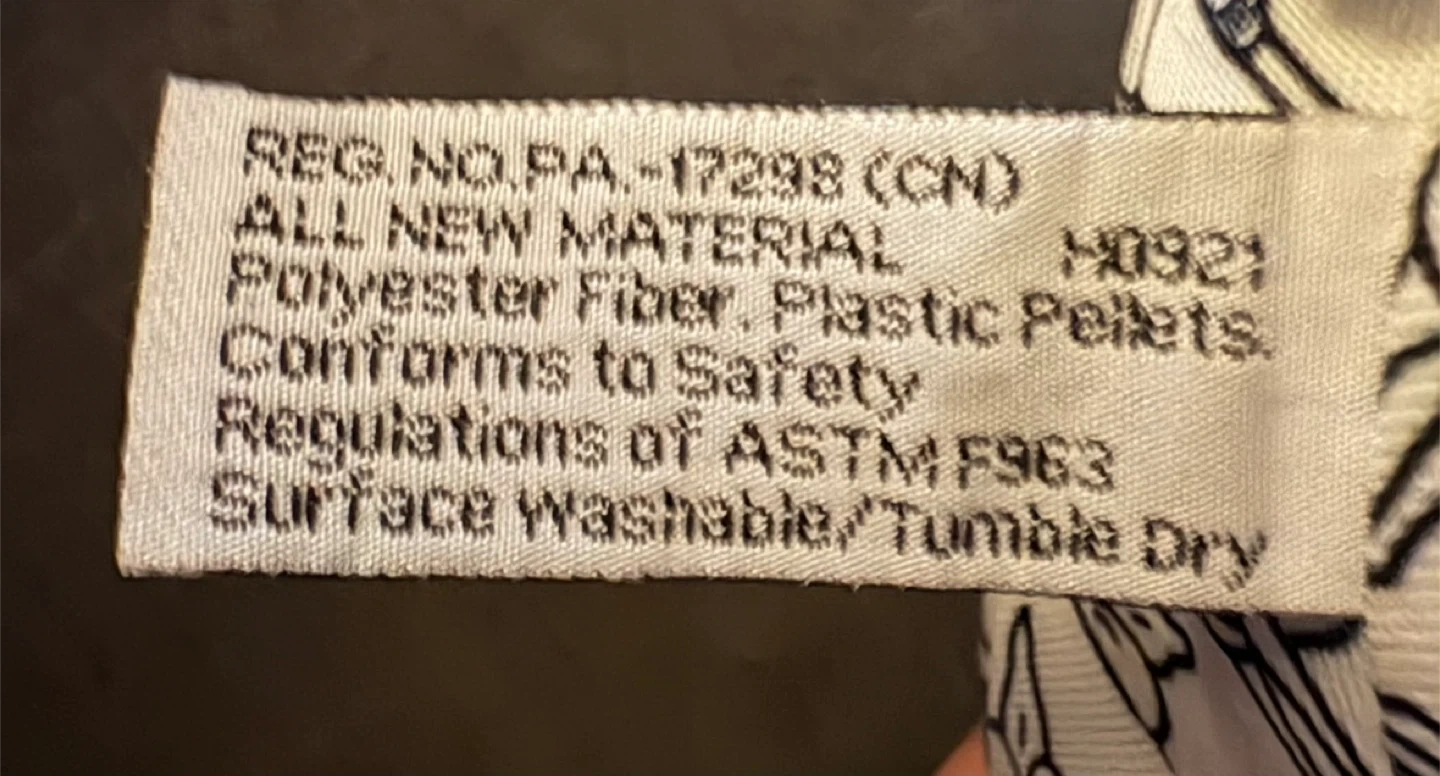 REG. NO. PA.-17298 (CN)
ALL NEW MATERIAL H0921
Polyester Fiber. Plastic Pellets.
Conforms to Safety
Regulations of ASTM F963
Surface Washable/Tumble Dry